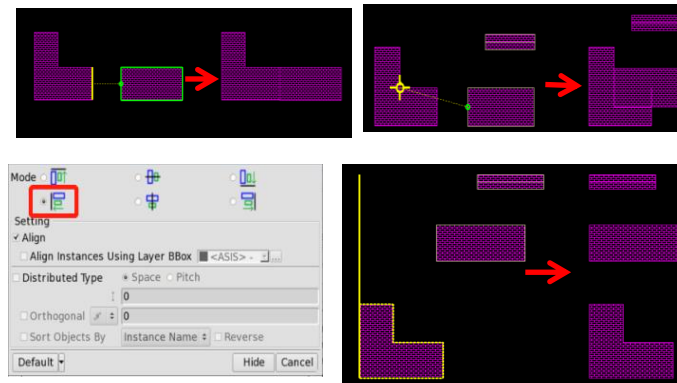 Mode
Setting
Align
Align Instances Using Layer BBox <ASIS> - ...
Distributed Type Space Pitch
0
Orthogonal 0
Sort Objects By Instance Name Reverse
Default Hide Cancel